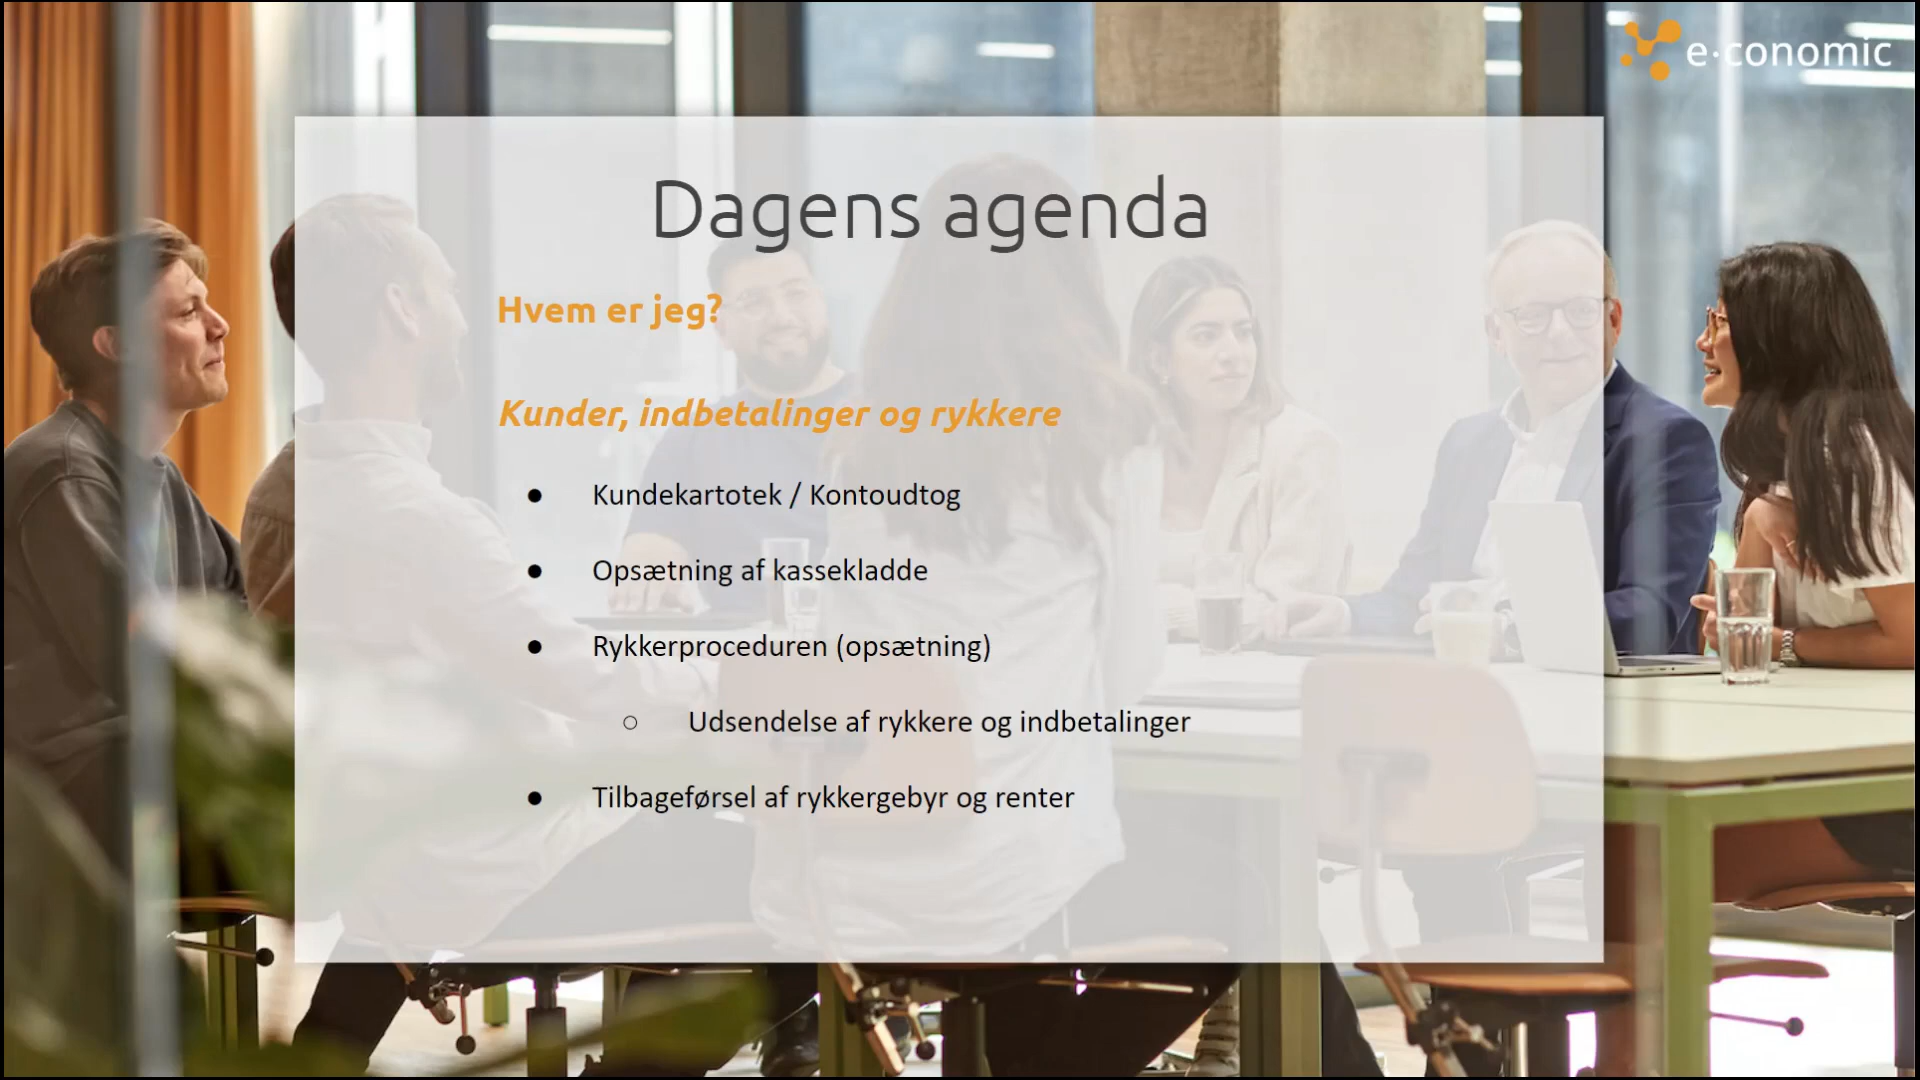 e·conomic
Dagens agenda
Hvem er jeg?
Kunder, indbetalinger og rykkere
● Kundekartotek / Kontoudtog
● Opsætning af kassekladde
● Rykkerproceduren (opsætning)
○ Udsendelse af rykkere og indbetalinger
● Tilbageførsel af rykkergebyr og renter